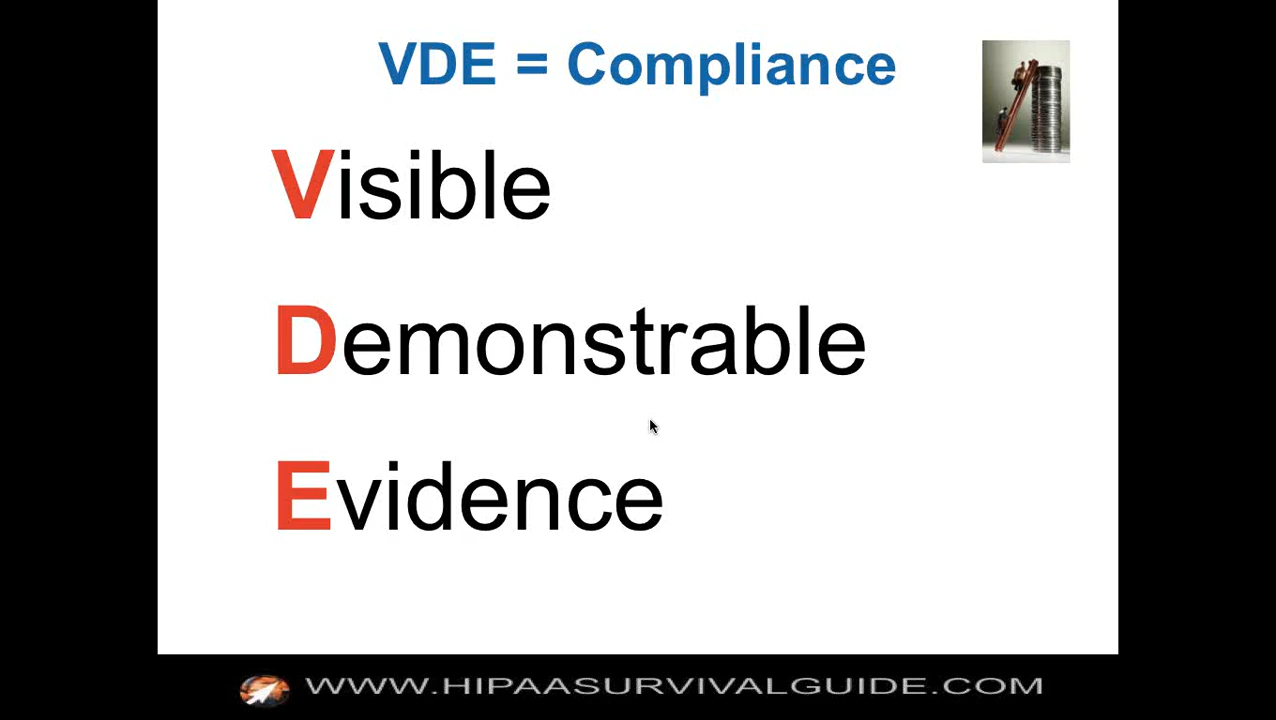 VDE = Compliance
Visible
Demonstrable
Evidence
WWW.HIPAASURVIVALGUIDE.COM